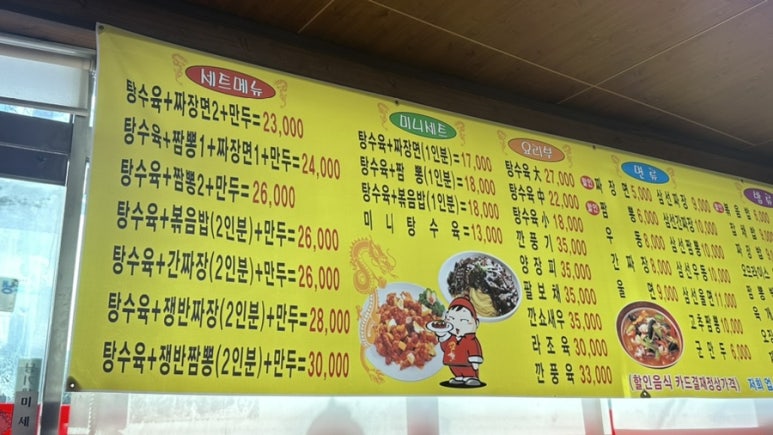 세트메뉴
탕수육+짜장면2+만두=23,000
탕수육+짬뽕1+짜장면1+만두=24,000
탕수육+짬뽕2+만두=26,000
탕수육+볶음밥(2인분)+만두=26,000
탕수육+간짜장(2인분)+만두=26,000
탕수육+쟁반짜장(2인분)+만두=28,000
탕수육+쟁반짬뽕(2인분)+만두=30,000
미니세트
탕수육+짜장면(1인분)=17,000
탕수육+짬 뽕(1인분)=18,000
탕수육+볶음밥(1인분)=18,000
미 니 탕 수 육=13,000
요리부
탕수육 大 27,000
탕수육 中 22,000
탕수육 小 18,000
깐 풍 기 35,000
양 장 피 35,000
팔 보 채 35,000
깐쇼새우 35,000
라 조 육 30,000
깐 풍 육 33,000
면 류
짜 장 면 5,000
짬 뽕 6,000
우 동
간 짜 장
울 면 9,000
삼선짜장 9,000
삼선간짜장 10,000
삼선짬뽕 10,000
삼선우동 10,000
삼선울면 11,000
고추짬뽕 10,000
군 만 두 6,000
(할인음식 카드결재정상가격)
미 세